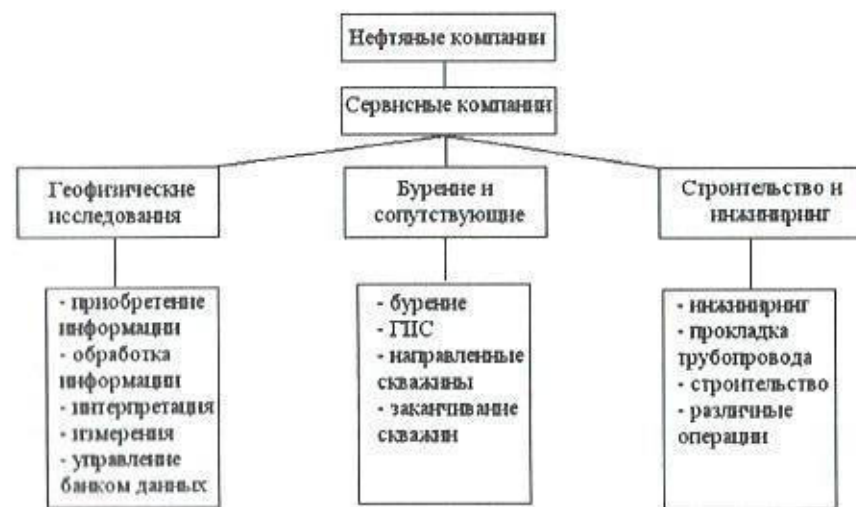 Нефтяные компании
Сервисные компании
Геофизические
исследования
Бурение и
сопутствующие
Строительство и
инжиниринг
- приобретение
информации
- обработка
информации
- интерпретация
- измерения
- управление
банком данных
- бурение
- ГИС
- направленные
скважины
- заканчивание
скважин
- инжиниринг
- прокладка
трубопровода
- строительство
- различные
операции